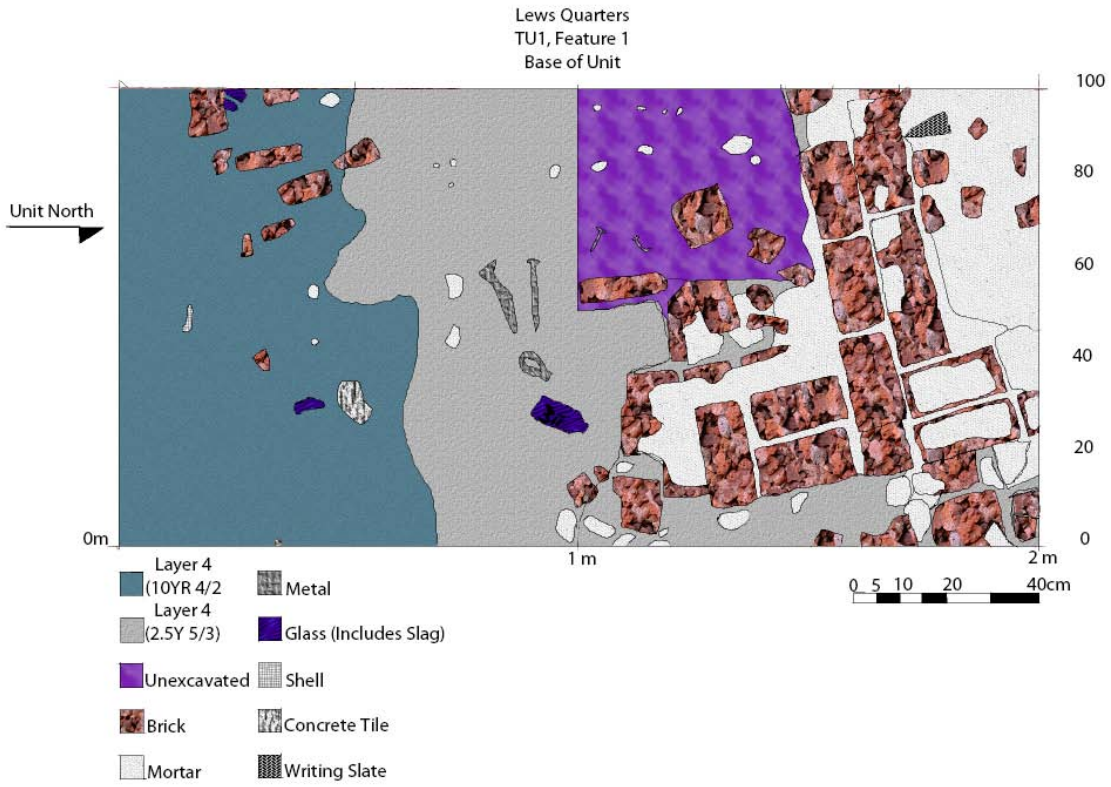 Lews Quarters
TU1, Feature 1
Base of Unit
100
80
Unit North
60
40
20
0m
0
1 m
2 m
Layer 4
(10YR 4/2
Metal
0 5 10 20 40cm
Layer 4
(2.5Y 5/3)
Glass (Includes Slag)
Unexcavated
Shell
Brick
Concrete Tile
Mortar
Writing Slate